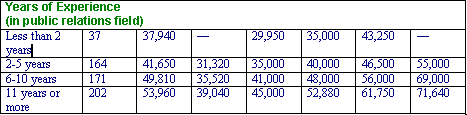 Years of Experience
(in public relations field)
Less than 2 37 37,940 — 29,950 35,000 43,250 —
years
2-5 years 164 41,650 31,320 35,000 40,000 46,500 55,000
6-10 years 171 49,810 35,520 41,000 48,000 56,000 69,000
11 years or 202 53,960 39,040 45,000 52,880 61,750 71,640
more